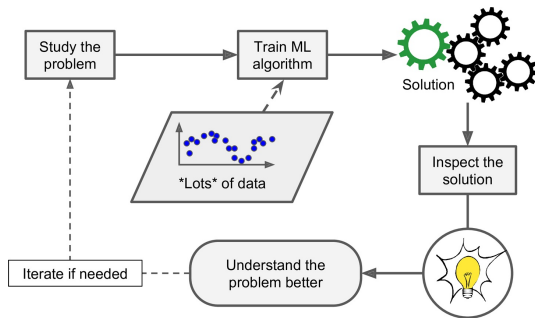 Study the
problem
Train ML
algorithm
Solution
*Lots* of data
Inspect the
solution
Understand the
problem better
Iterate if needed